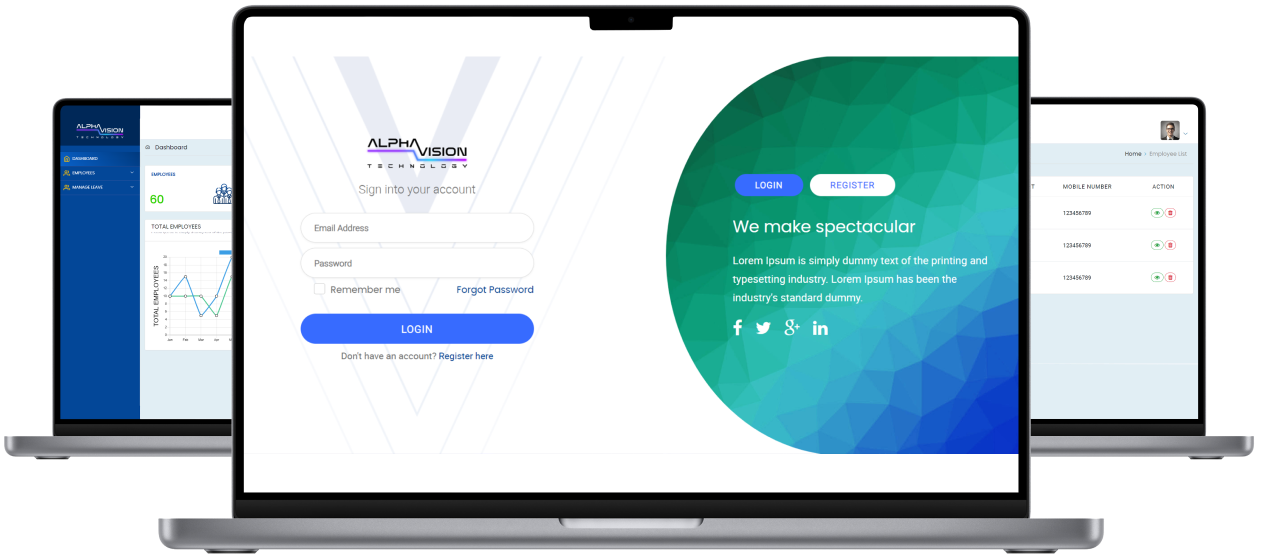 ALPHA VISION
TECHNOLOGY
DASHBOARD
EMPLOYEES
MANAGE LEAVE
Dashboard
EMPLOYEES
60
TOTAL EMPLOYEES
TOTAL EMPLOYEES
Jan Feb Mar Apr
ALPHA VISION
TECHNOLOGY
Sign into your account
Email Address
Password
Remember me
Forgot Password
LOGIN
Don't have an account? Register here
LOGIN
REGISTER
We make spectacular
Lorem Ipsum is simply dummy text of the printing and
typesetting industry. Lorem Ipsum has been the
industry's standard dummy.
Home › Employee List
T MOBILE NUMBER ACTION
123456789
123456789
123456789